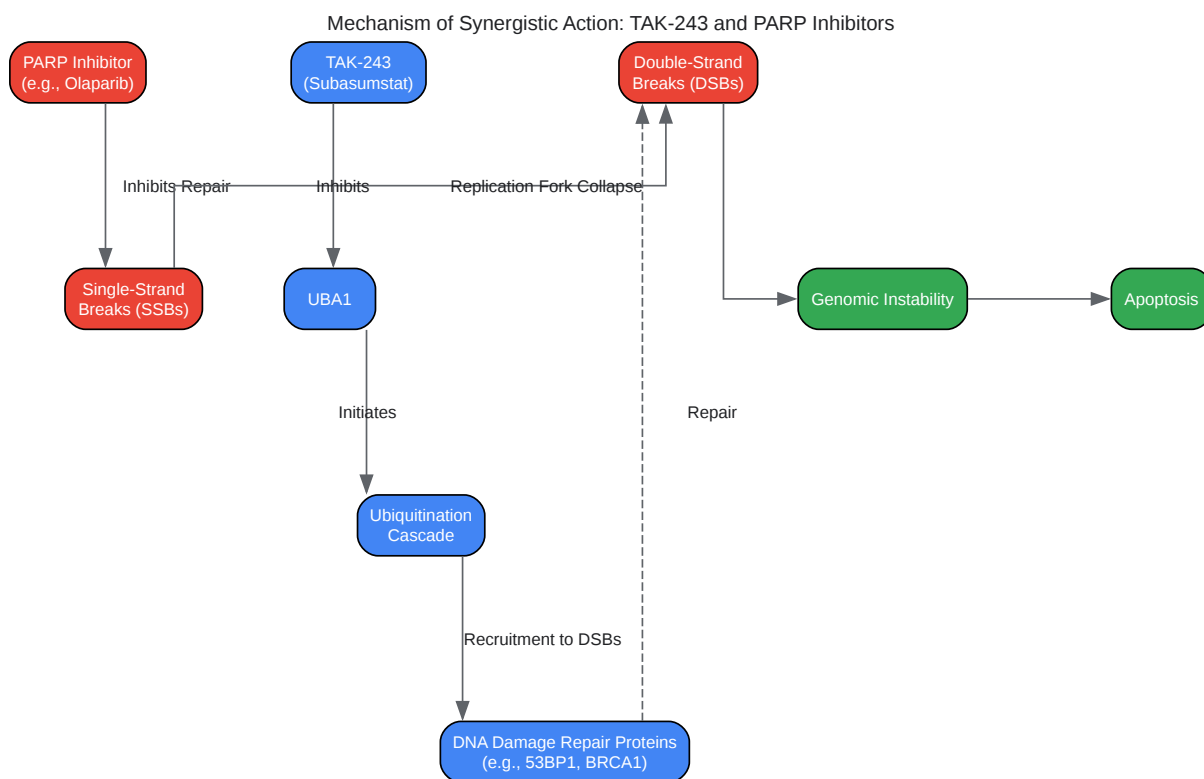 Mechanism of Synergistic Action: TAK-243 and PARP Inhibitors
PARP Inhibitor
(e.g., Olaparib)
TAK-243
(Subasumstat)
Double-Strand
Breaks (DSBs)
Inhibits Repair
Inhibits
Replication Fork Collapse
Single-Strand
Breaks (SSBs)
UBA1
Genomic Instability
Apoptosis
Initiates
Repair
Ubiquitination
Cascade
Recruitment to DSBs
DNA Damage Repair Proteins
(e.g., 53BP1, BRCA1)